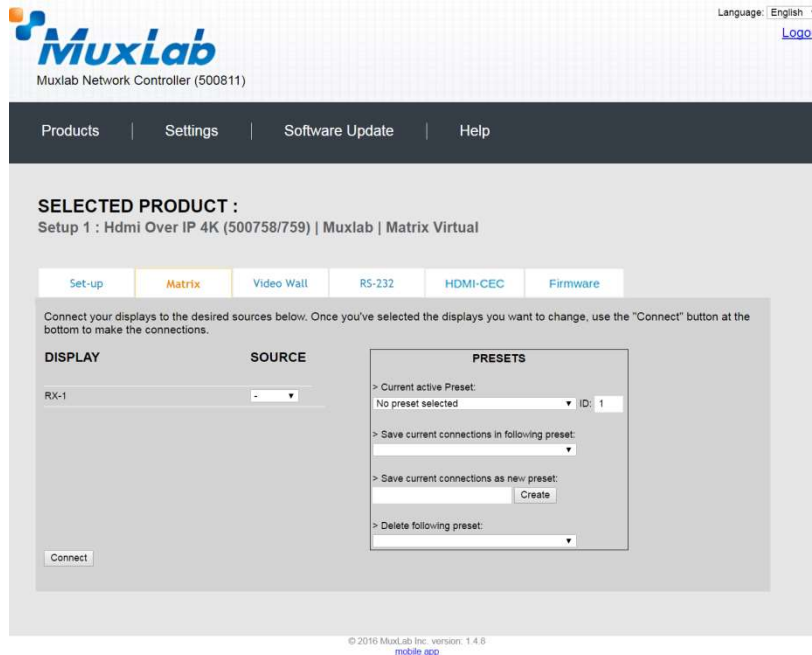 Language: English
Logo
MuxLab
Muxlab Network Controller (500811)
Products | Settings | Software Update | Help
SELECTED PRODUCT :
Setup 1 : Hdmi Over IP 4K (500758/759) | Muxlab | Matrix Virtual
Set-up Matrix Video Wall RS-232 HDMI-CEC Firmware
Connect your displays to the desired sources below. Once you've selected the displays you want to change, use the "Connect" button at the
bottom to make the connections.
DISPLAY SOURCE PRESETS
> Current active Preset:
RX-1 - No preset selected ID: 1
> Save current connections in following preset:
> Save current connections as new preset:
Create
> Delete following preset:
Connect
© 2016 MuxLab Inc. version: 1.4.8
mobile app